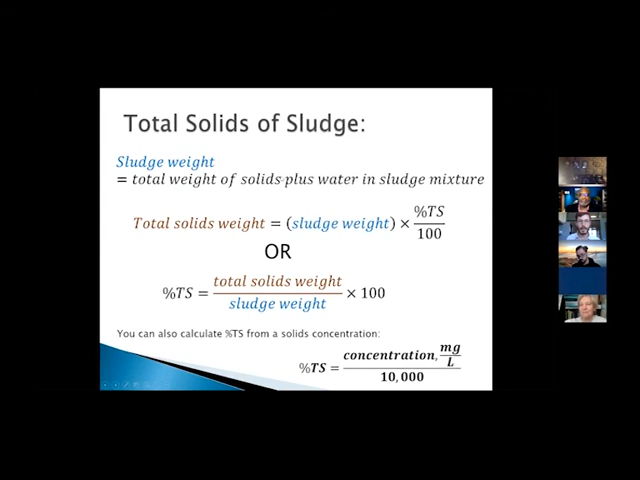 Total Solids of Sludge:
Sludge weight
= total weight of solids plus water in sludge mixture
Total solids weight = (sludge weight) × %TS/100
OR
%TS = total solids weight/sludge weight × 100
You can also calculate %TS from a solids concentration:
%TS = concentration, mg/L/10,000